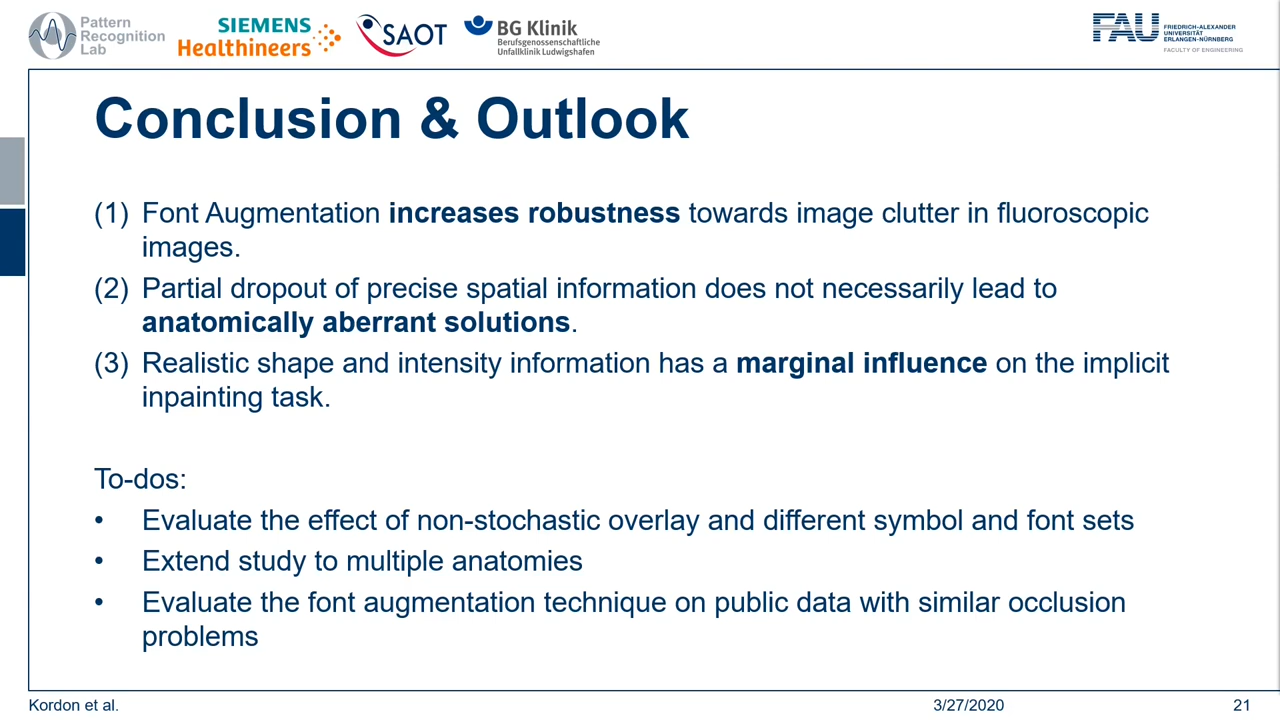 Pattern
Recognition
Lab
SIEMENS
Healthineers
SAOT
BG Klinik
Berufsgenossenschaftliche
Unfallklinik Ludwigshafen
FAU
FRIEDRICH-ALEXANDER
UNIVERSITÄT
ERLANGEN-NÜRNBERG
FACULTY OF ENGINEERING
Conclusion & Outlook
(1) Font Augmentation increases robustness towards image clutter in fluoroscopic
images.
(2) Partial dropout of precise spatial information does not necessarily lead to
anatomically aberrant solutions.
(3) Realistic shape and intensity information has a marginal influence on the implicit
inpainting task.
To-dos:
• Evaluate the effect of non-stochastic overlay and different symbol and font sets
• Extend study to multiple anatomies
• Evaluate the font augmentation technique on public data with similar occlusion
problems
Kordon et al.
3/27/2020
21